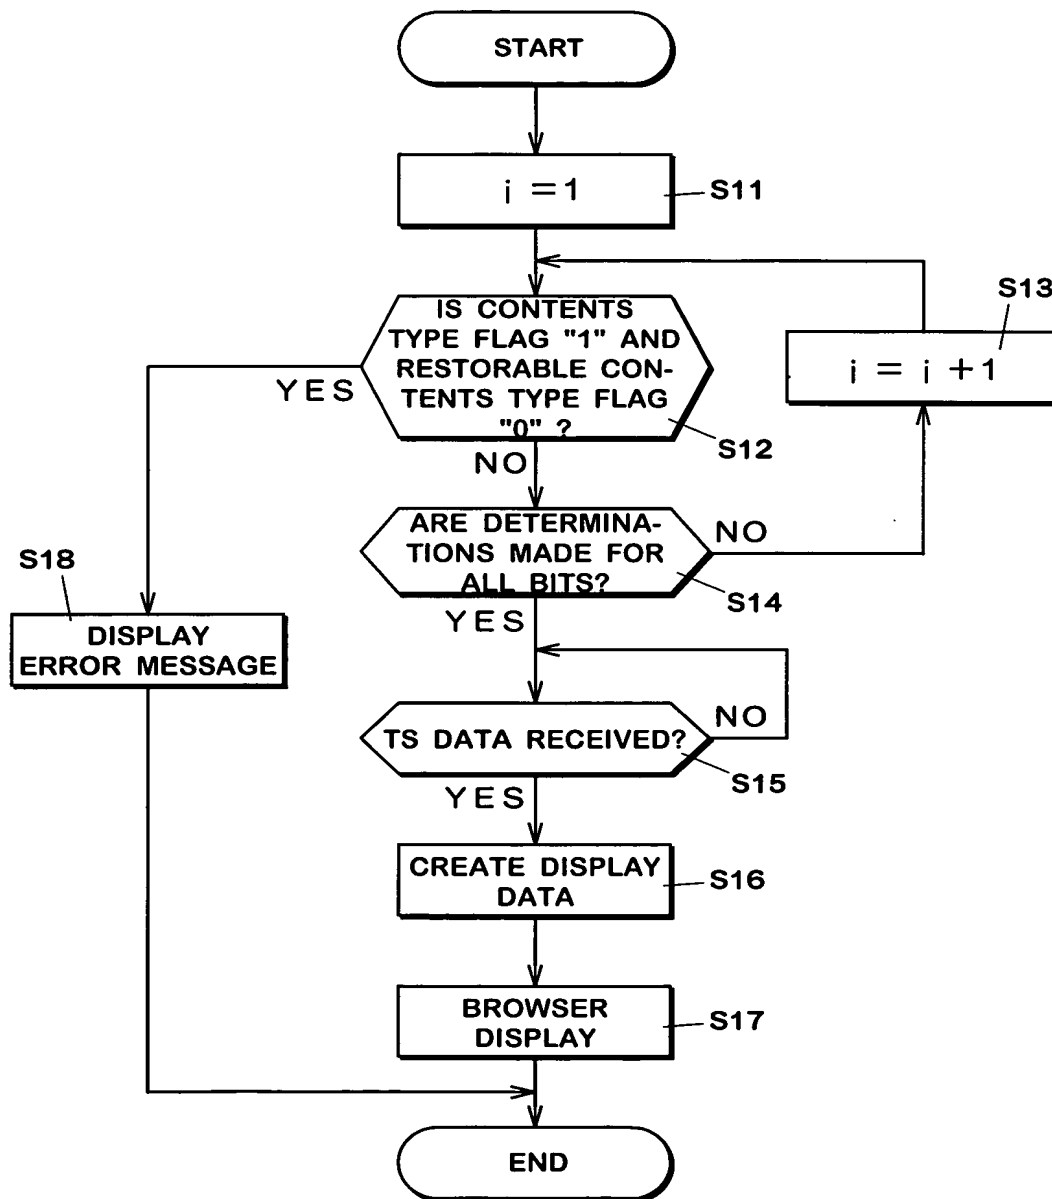 START
i = 1
S11
IS CONTENTS
TYPE FLAG "1" AND
RESTORABLE CON-
TENTS TYPE FLAG
"0" ?
S12
YES
NO
S13
i = i + 1
ARE DETERMINA-
TIONS MADE FOR
ALL BITS?
S14
NO
YES
S18
DISPLAY
ERROR MESSAGE
TS DATA RECEIVED?
S15
NO
YES
CREATE DISPLAY
DATA
S16
BROWSER
DISPLAY
S17
END